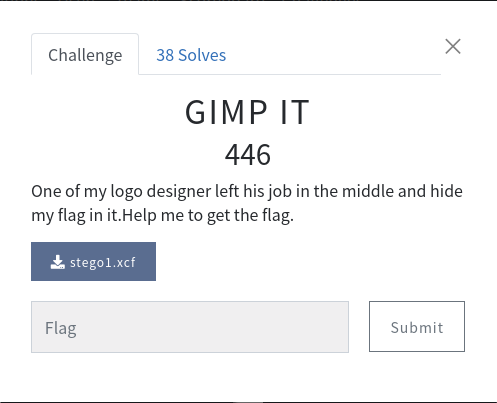 Challenge
38 Solves
GIMP IT
446
One of my logo designer left his job in the middle and hide
my flag in it.Help me to get the flag.
stego1.xcf
Flag
Submit